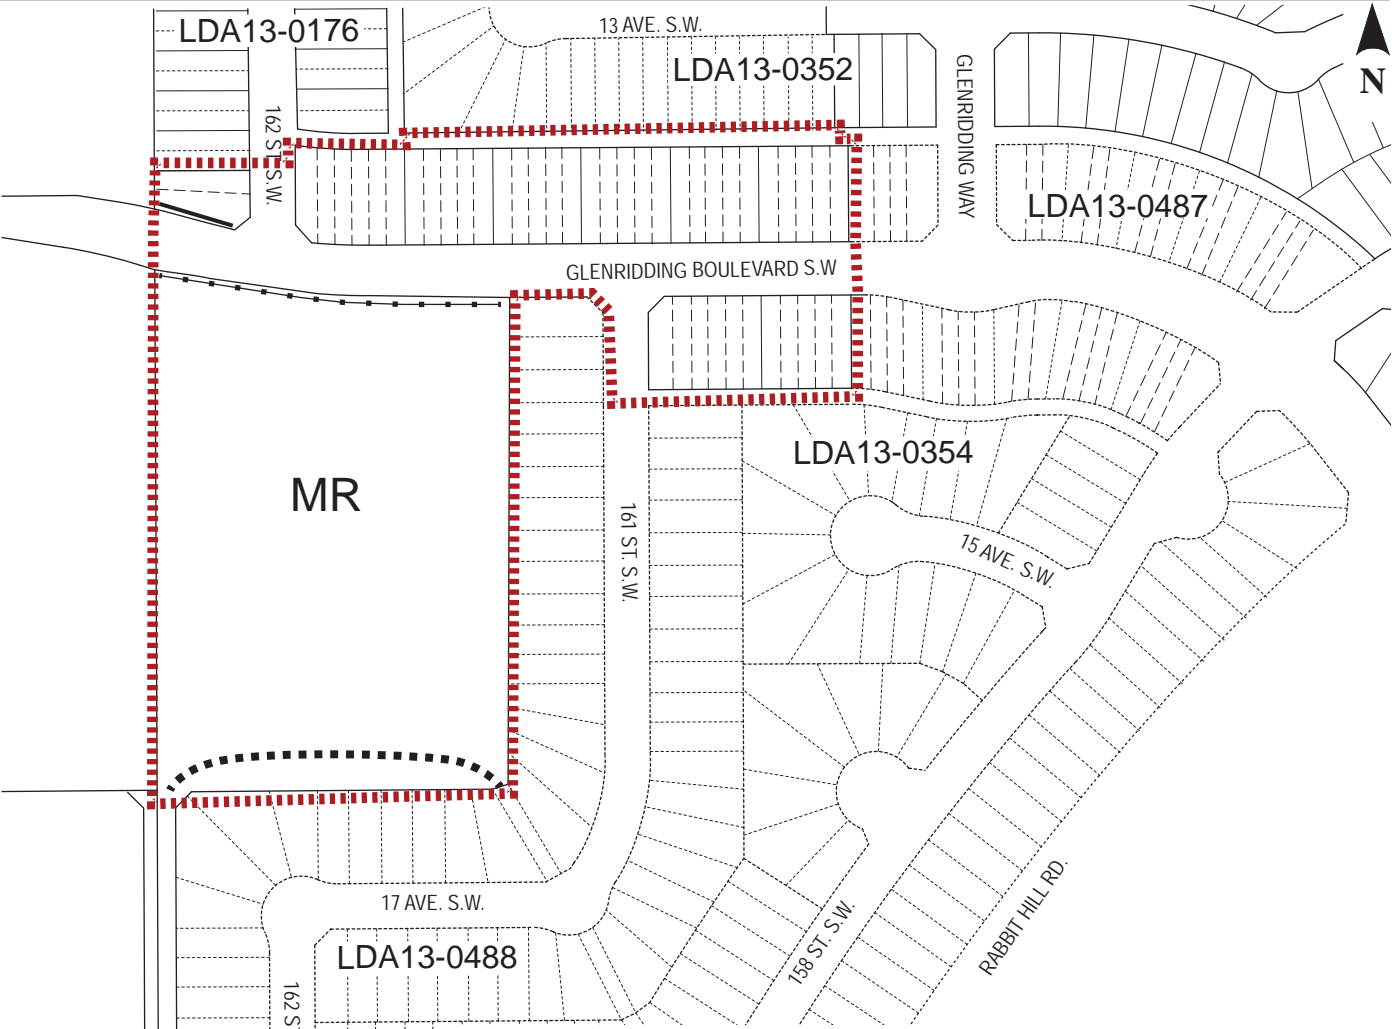 LDA13-0176
13 AVE. S.W.
LDA13-0352
N
162 ST. S.W.
GLENRIDDING WAY
LDA13-0487
GLENRIDDING BOULEVARD S.W
LDA13-0354
MR
161 ST. S.W.
15 AVE. S.W.
17 AVE. S.W.
LDA13-0488
158 ST. S.W.
RABBIT HILL RD.
162 S